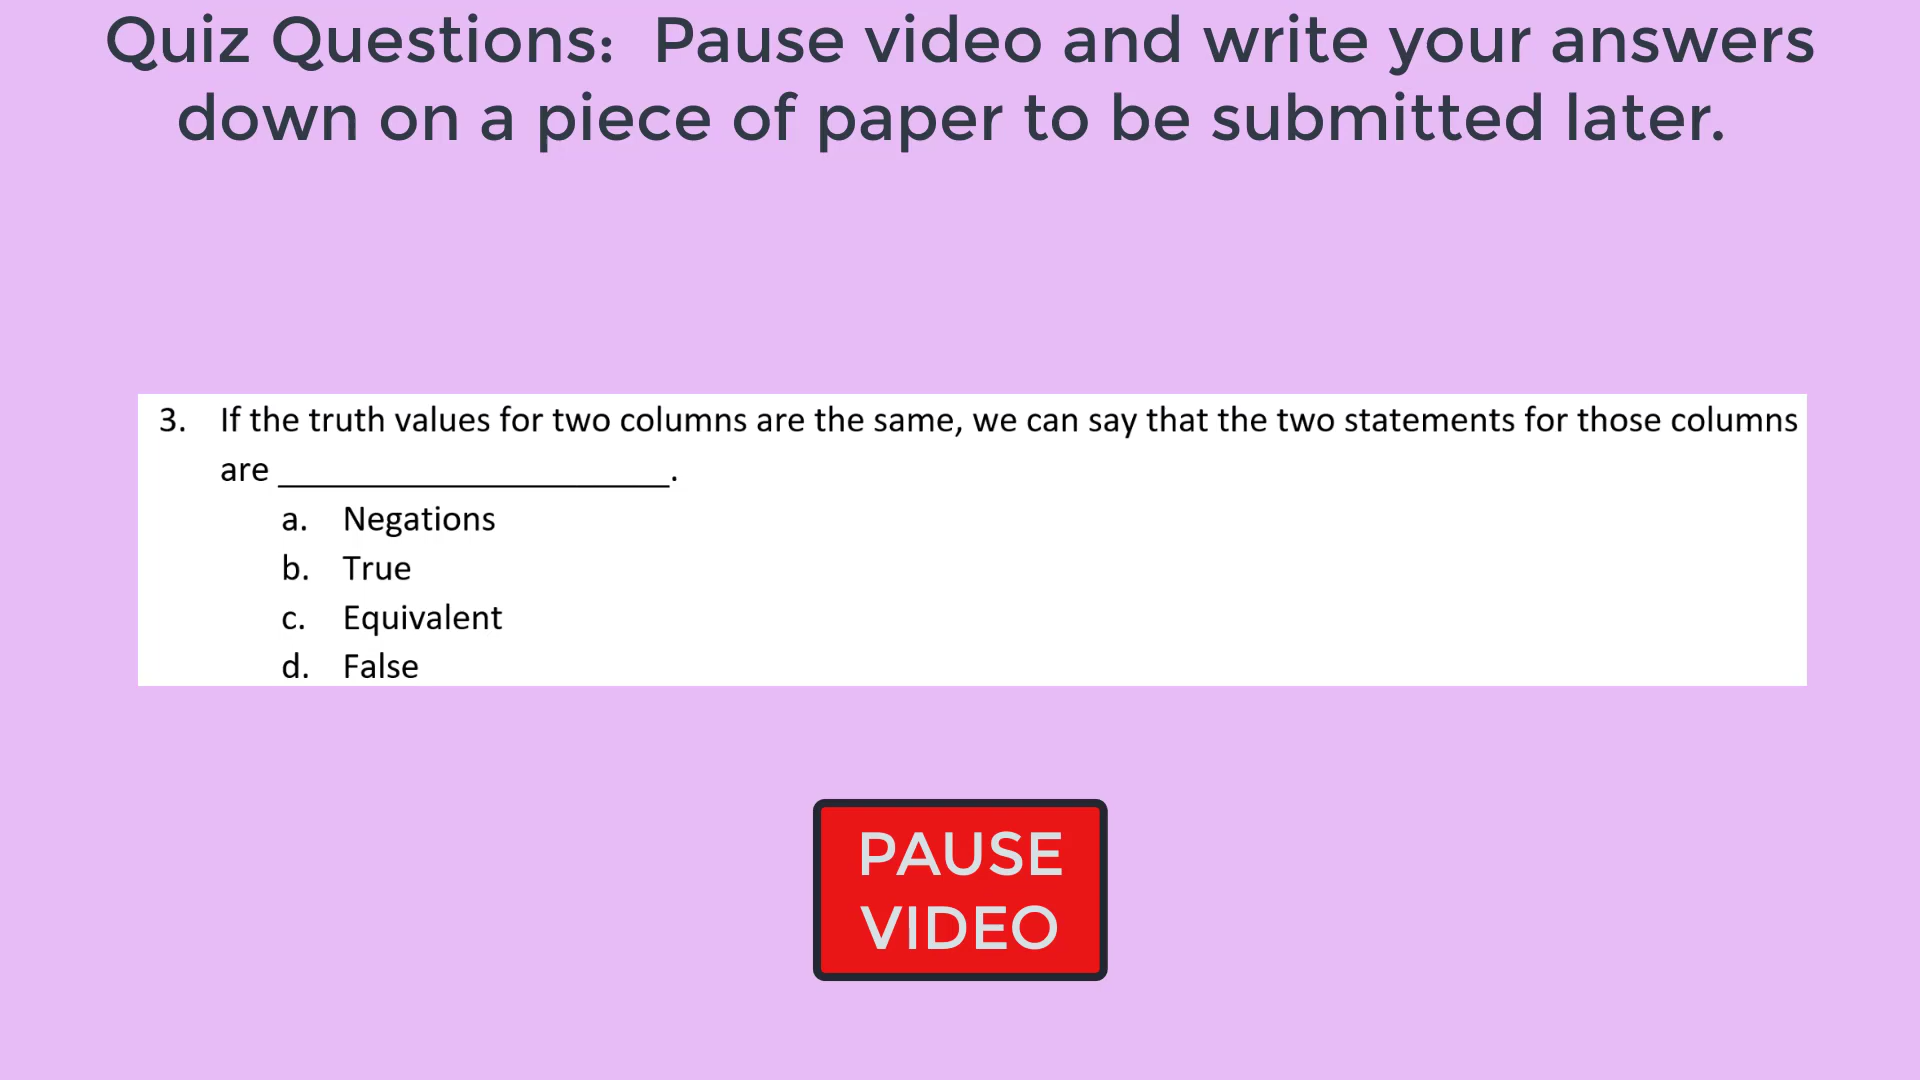 Quiz Questions:  Pause video and write your answers
down on a piece of paper to be submitted later.
3. If the truth values for two columns are the same, we can say that the two statements for those columns
are ____________________.
a. Negations
b. True
c. Equivalent
d. False
PAUSE
VIDEO